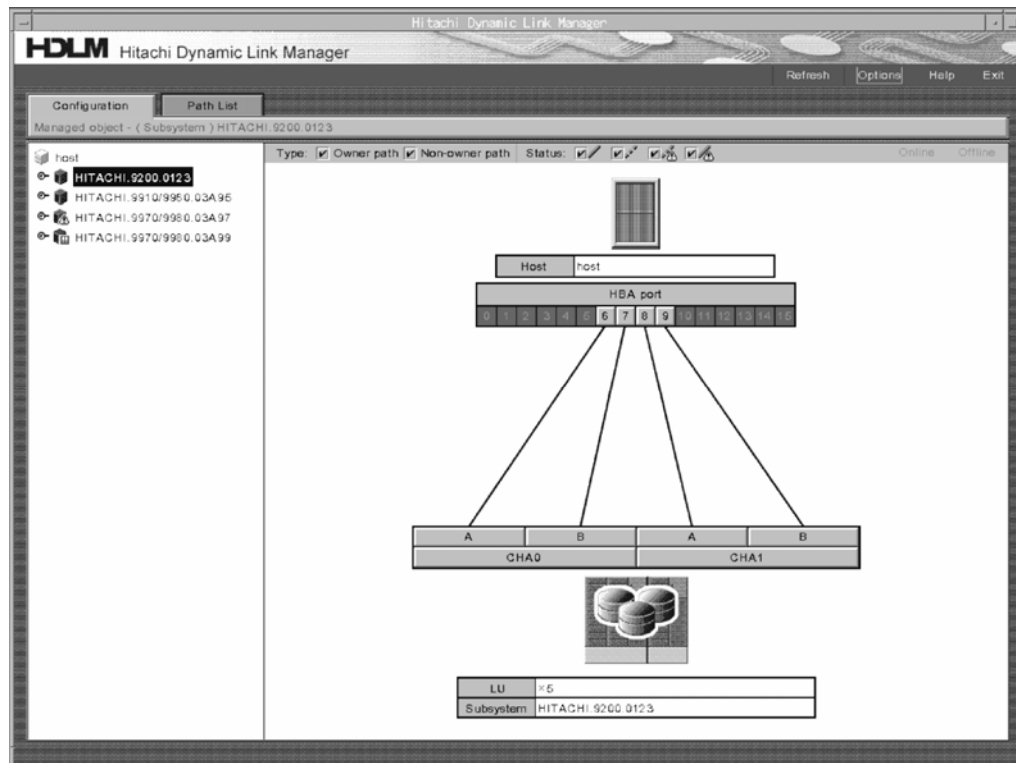 Hitachi Dynamic Link Manager
HDLM Hitachi Dynamic Link Manager
Refresh Options Help Exit
Configuration Path List
Managed object - ( Subsystem ) HITACHI.9200.0123
host
HITACHI.9200.0123
HITACHI.9910/9960.03A95
HITACHI.9970/9980.03A97
HITACHI.9970/9980.03A99
Type: Owner path Non-owner path Status: Online Offline
Host host
HBA port
0 1 2 3 4 5 6 7 8 9 10 11 12 13 14 15
A B A B
CHA0 CHA1
LU ×5
Subsystem HITACHI.9200.0123